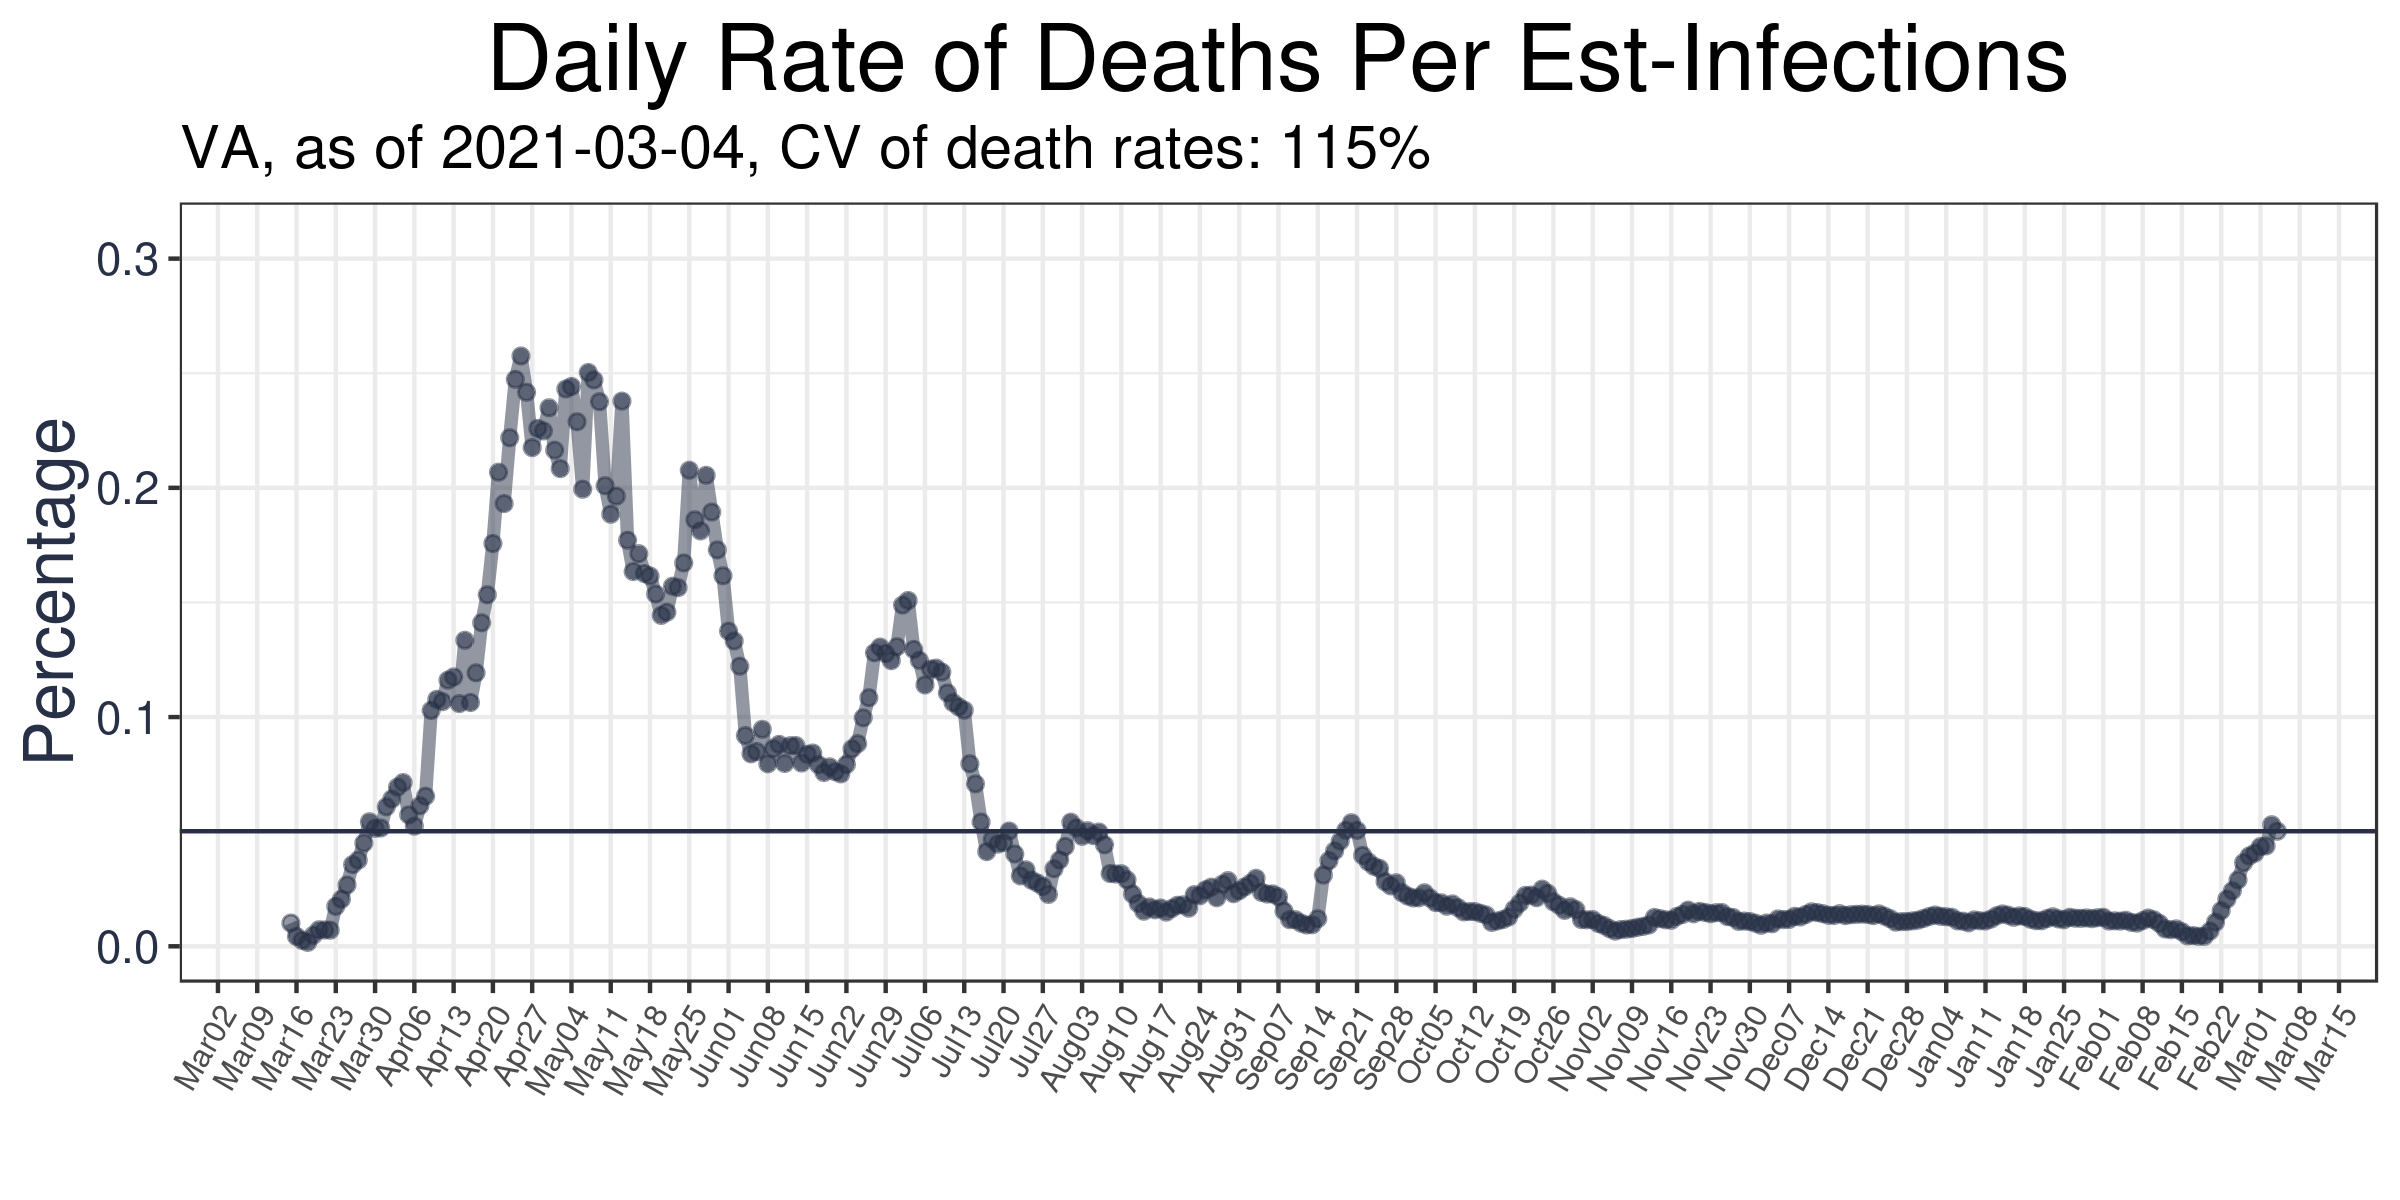 Daily Rate of Deaths Per Est-Infections
VA, as of 2021-03-04, CV of death rates: 115%
Percentage
0.3
0.2
0.1
0.0
Mar02
Mar09
Mar16
Mar23
Mar30
Apr06
Apr13
Apr20
Apr27
May04
May11
May18
May25
Jun01
Jun08
Jun15
Jun22
Jun29
Jul06
Jul13
Jul20
Jul27
Aug03
Aug10
Aug17
Aug24
Aug31
Sep07
Sep14
Sep21
Sep28
Oct05
Oct12
Oct19
Oct26
Nov02
Nov09
Nov16
Nov23
Nov30
Dec07
Dec14
Dec21
Dec28
Jan04
Jan11
Jan18
Jan25
Feb01
Feb08
Feb15
Feb22
Mar01
Mar08
Mar15